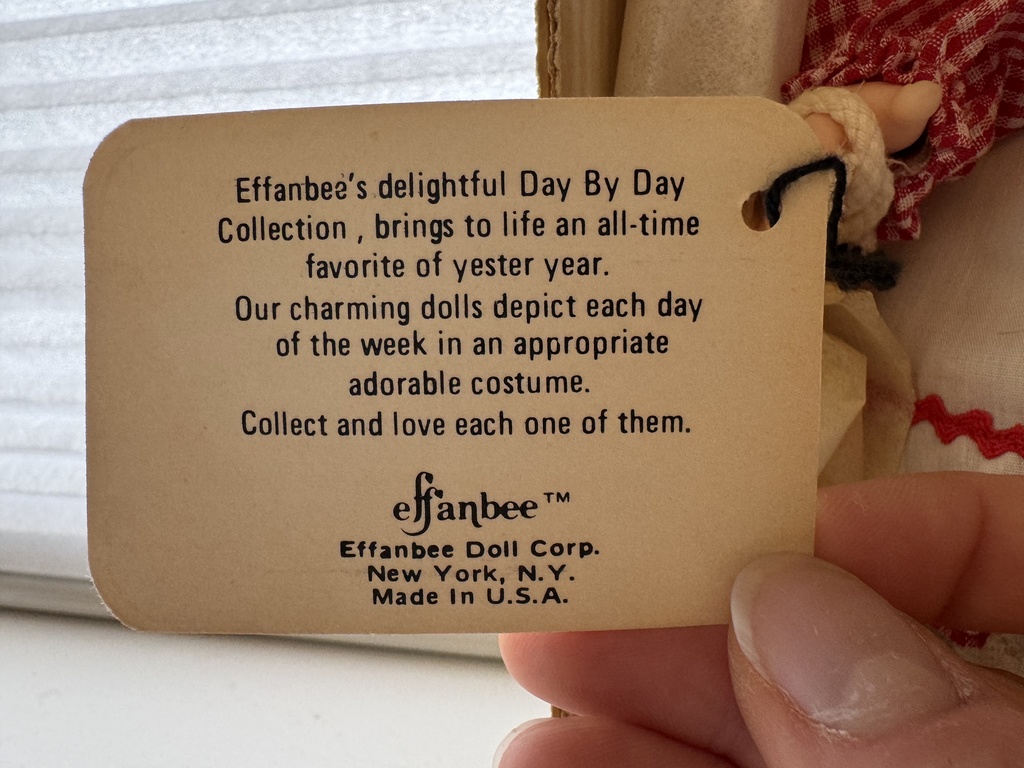 Effanbee's delightful Day By Day
Collection , brings to life an all-time
favorite of yester year.
Our charming dolls depict each day
of the week in an appropriate
adorable costume.
Collect and love each one of them.
effanbee™
Effanbee Doll Corp.
New York, N.Y.
Made In U.S.A.